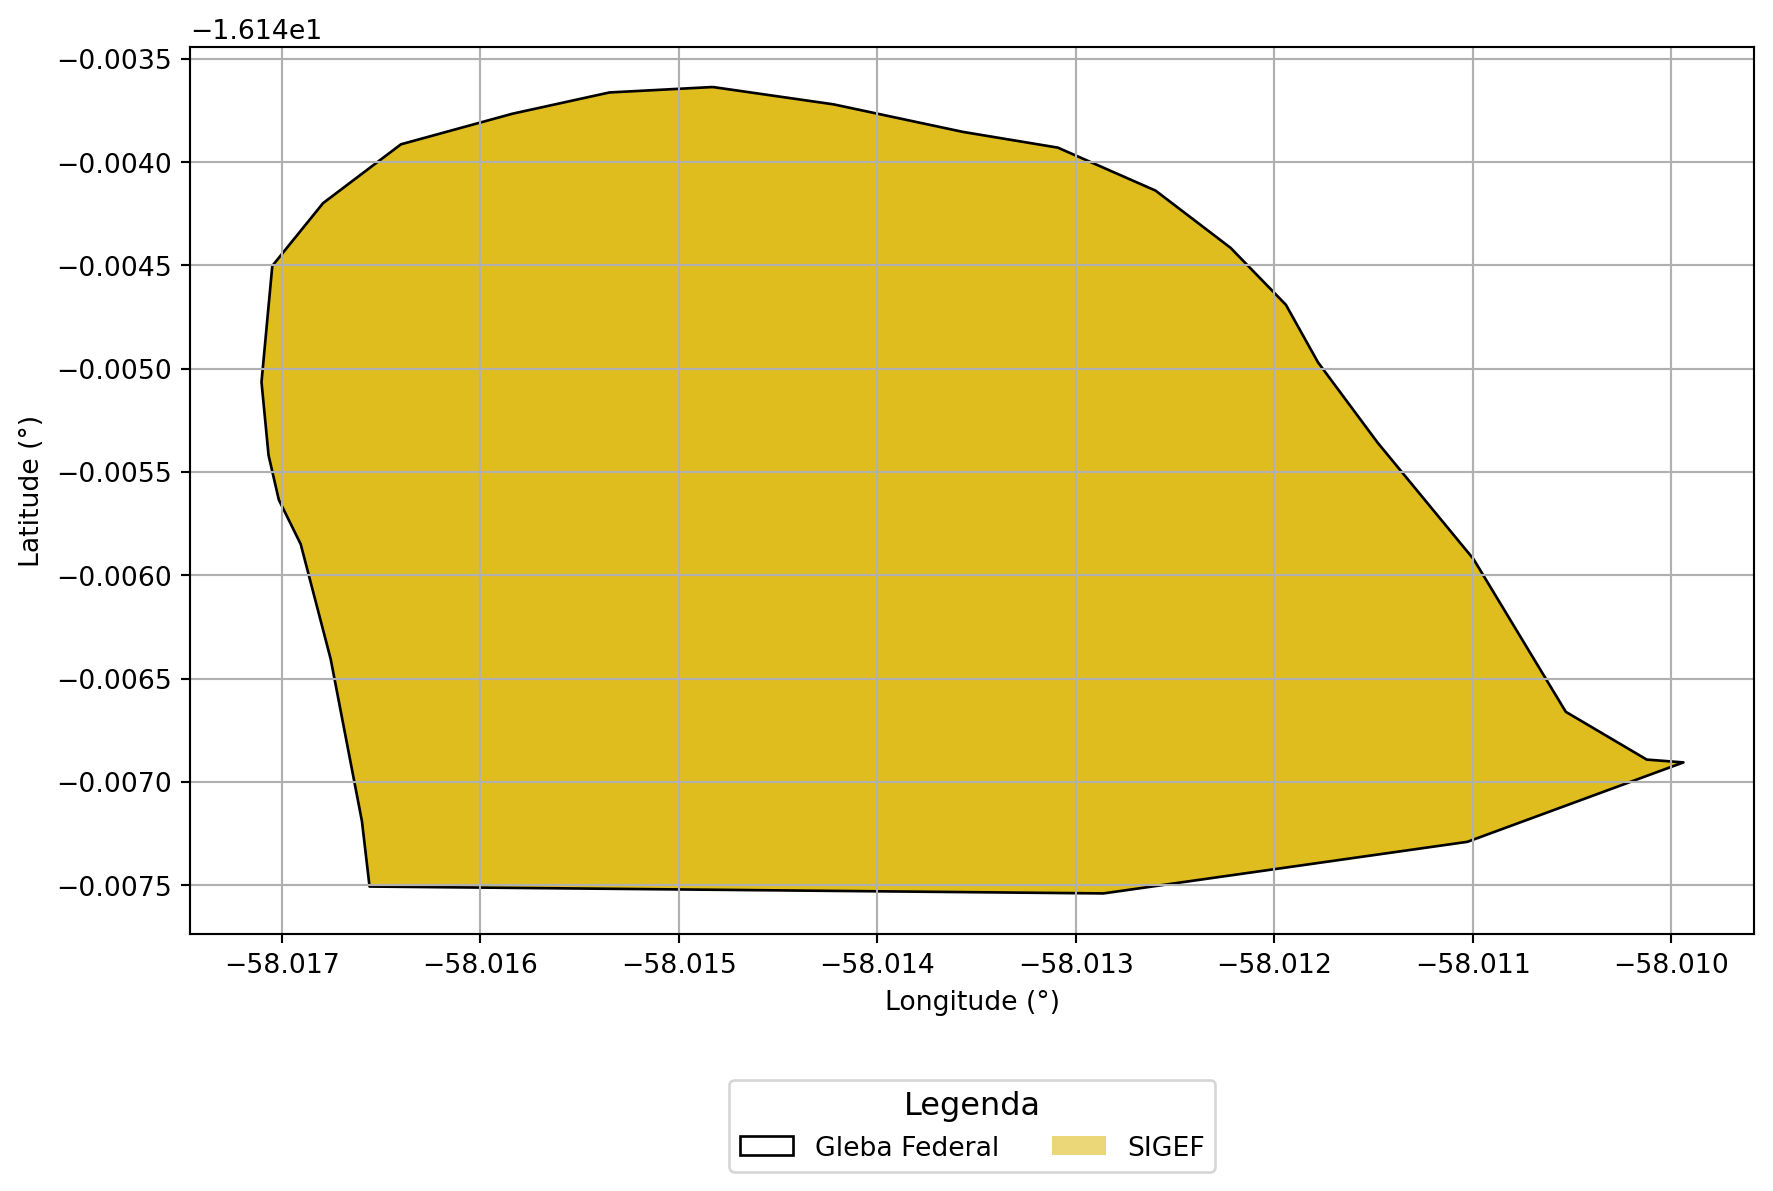 −1.614e1
−0.0035
−0.0040
−0.0045
−0.0050
−0.0055
−0.0060
−0.0065
−0.0070
−0.0075
Latitude (°)
−58.017 −58.016 −58.015 −58.014 −58.013 −58.012 −58.011 −58.010
Longitude (°)
Legenda
Gleba Federal SIGEF